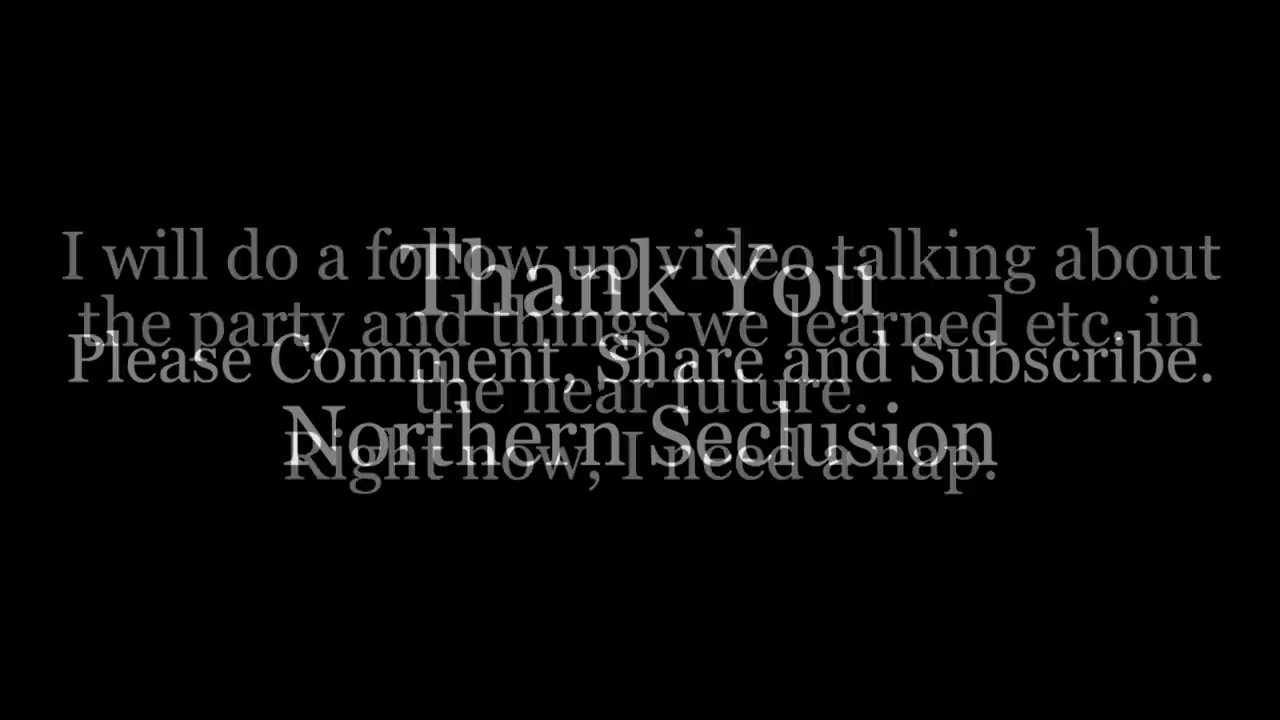 I will do a follow up video talking about
the party and things we learned etc. in
the near future.
Right now, I need a nap.
Thank You
Please Comment, Share and Subscribe.
Northern Seclusion